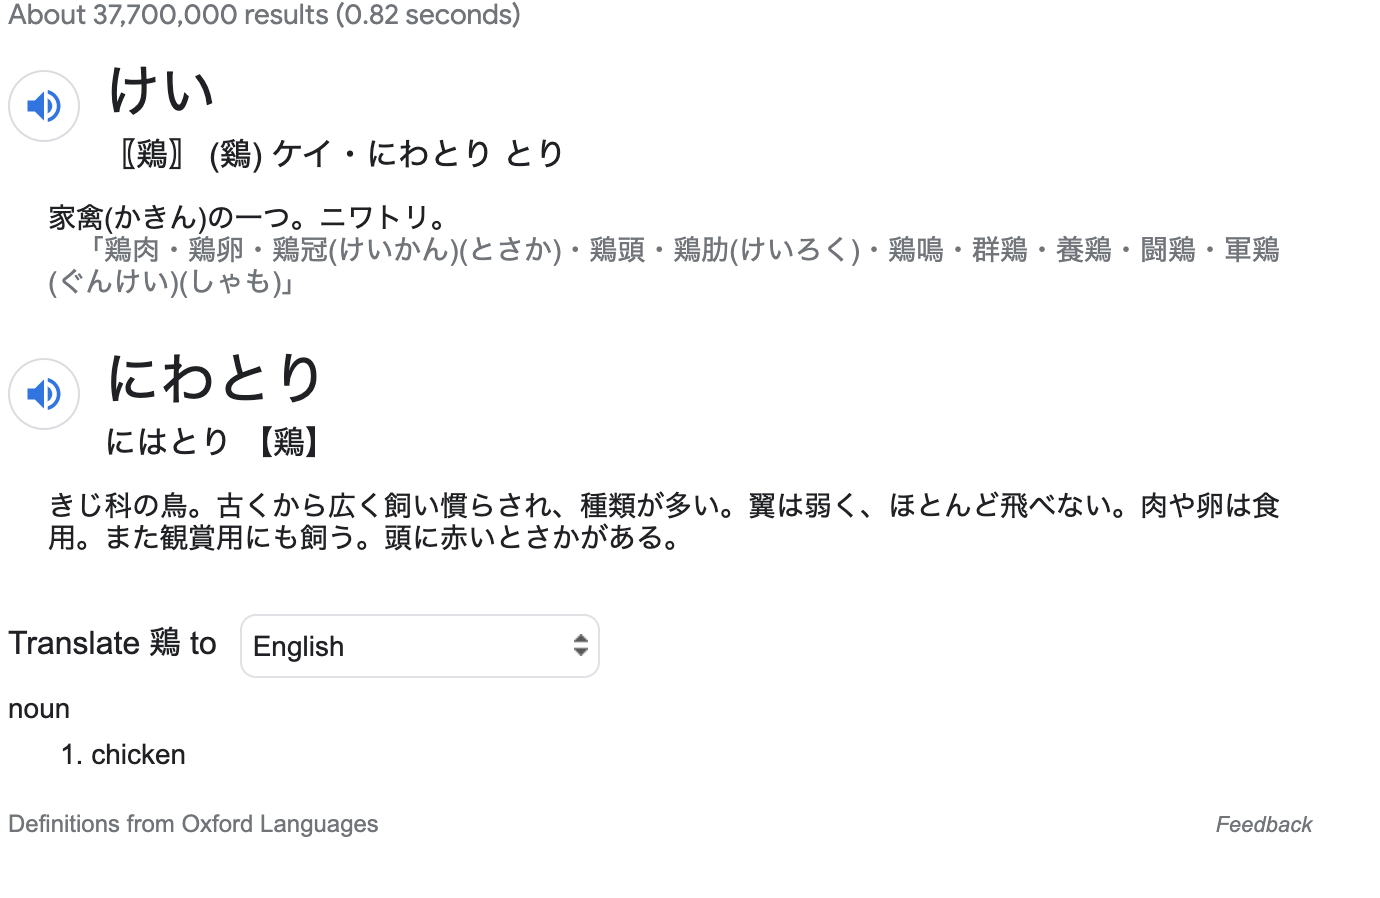 About 37,700,000 results (0.82 seconds)
けい
〖鶏〗 (鷄) ケイ・にわとり とり
家禽(かきん)の一つ。ニワトリ。
「鶏肉・鶏卵・鶏冠(けいかん)(とさか)・鶏頭・鶏肋(けいろく)・鶏鳴・群鶏・養鶏・闘鶏・軍鶏
(ぐんけい)(しゃも)」
にわとり
にはとり 【鶏】
きじ科の鳥。古くから広く飼い慣らされ、種類が多い。翼は弱く、ほとんど飛べない。肉や卵は食
用。また観賞用にも飼う。頭に赤いとさかがある。
Translate 鶏 to English
noun
1. chicken
Definitions from Oxford Languages
Feedback